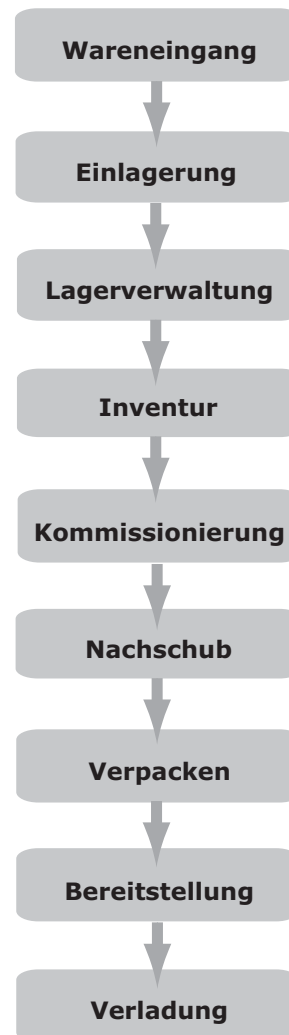 Wareneingang
Einlagerung
Lagerverwaltung
Inventur
Kommissionierung
Nachschub
Verpacken
Bereitstellung
Verladung